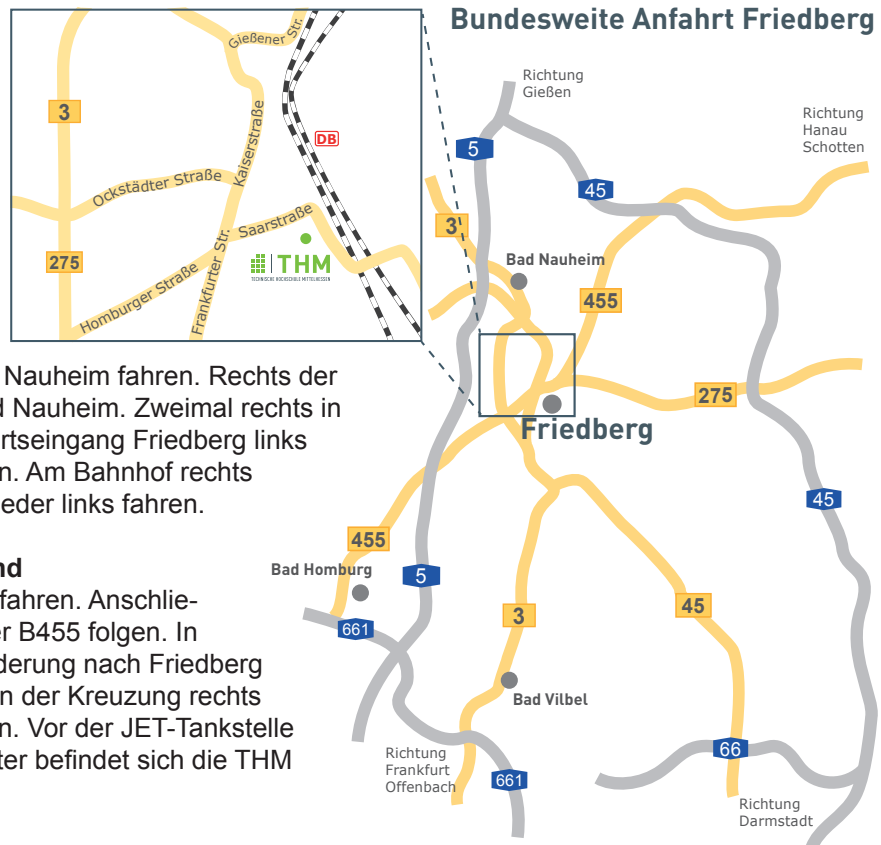 Bundesweite Anfahrt Friedberg
Gießener Str.
3
DB
Kaiserstraße
Ockstädter Straße
Saarstraße
275
THM
TECHNISCHE HOCHSCHULE MITTELHESSEN
Homburger Straße
Frankfurter Str.
Richtung
Gießen
Richtung
Hanau
Schotten
5
45
3
Bad Nauheim
455
275
Friedberg
45
455
Bad Homburg
5
661
3
45
Bad Vilbel
66
Richtung
Frankfurt
Offenbach
661
Richtung
Darmstadt
Nauheim fahren. Rechts der
d Nauheim. Zweimal rechts in
rtseingang Friedberg links
n. Am Bahnhof rechts
eder links fahren.
nd
fahren. Anschlie-
er B455 folgen. In
derung nach Friedberg
n der Kreuzung rechts
n. Vor der JET-Tankstelle
ter befindet sich die THM